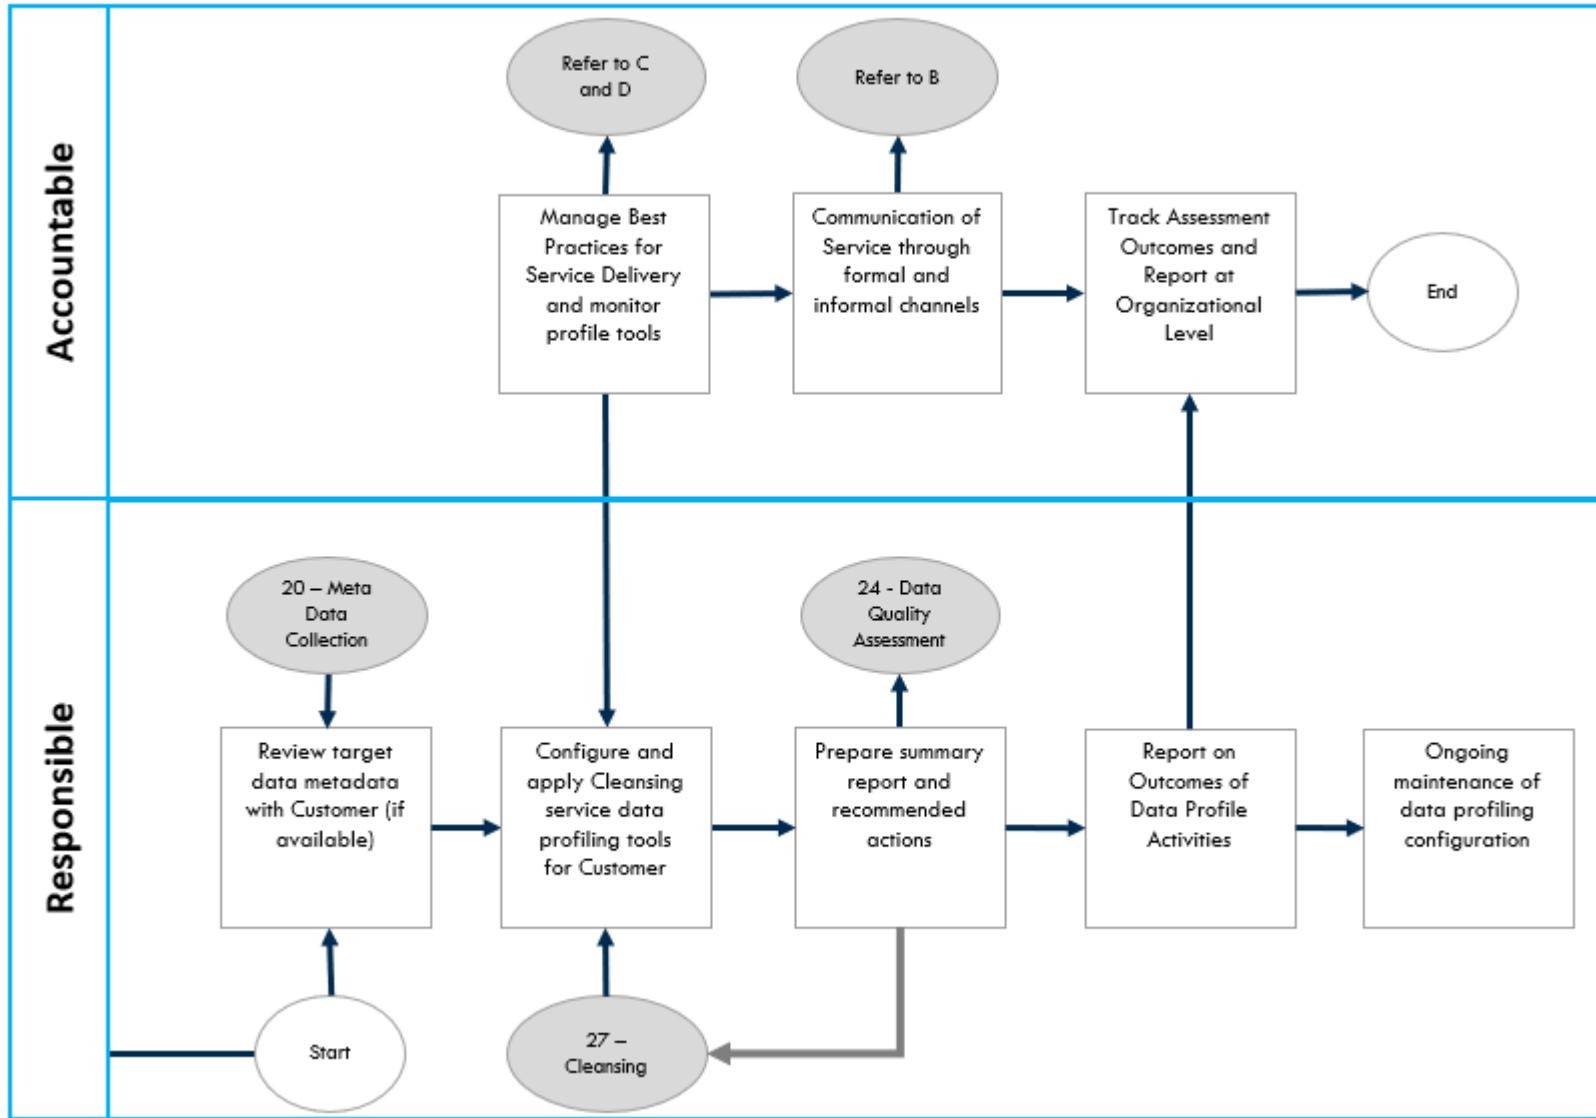 Accountable
Refer to C
and D
Refer to B
Manage Best
Practices for
Service Delivery
and monitor
profile tools
Communication of
Service through
formal and
informal channels
Track Assessment
Outcomes and
Report at
Organizational
Level
End
Responsible
20 – Meta
Data
Collection
24 - Data
Quality
Assessment
Review target
data metadata
with Customer (if
available)
Configure and
apply Cleansing
service data
profiling tools
for Customer
Prepare summary
report and
recommended
actions
Report on
Outcomes of
Data Profile
Activities
Ongoing
maintenance of
data profiling
configuration
Start
27 –
Cleansing